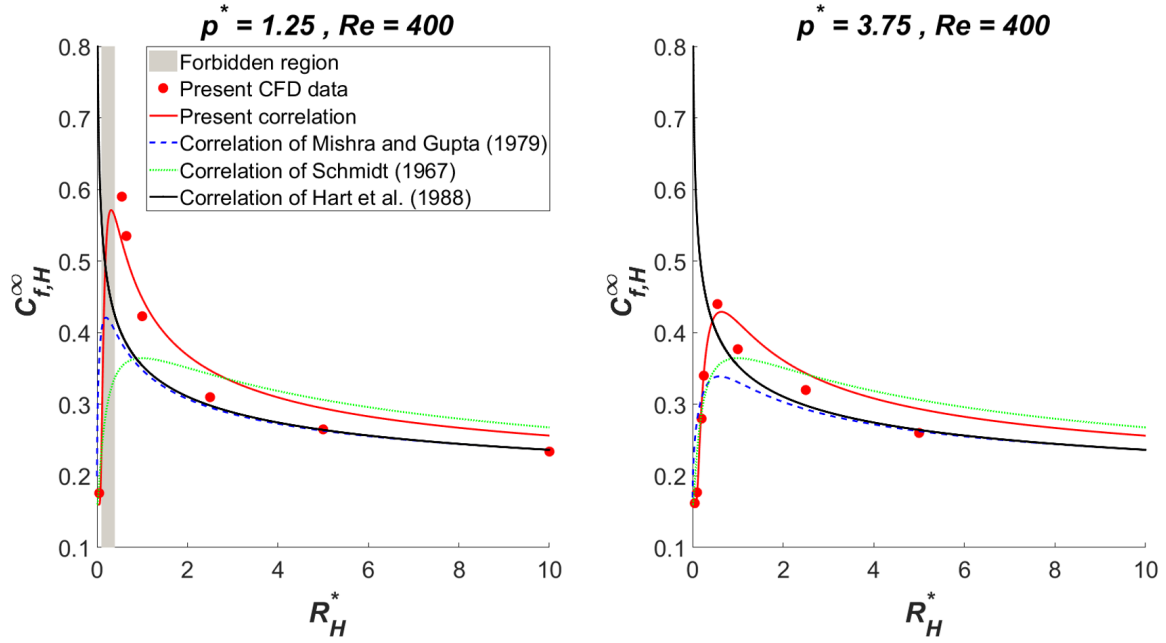 p* = 1.25 , Re = 400
0.8
0.7
0.6
0.5
0.4
0.3
0.2
0.1
C∞f,H
0 2 4 6 8 10
R*H
Forbidden region
Present CFD data
Present correlation
Correlation of Mishra and Gupta (1979)
Correlation of Schmidt (1967)
Correlation of Hart et al. (1988)
p* = 3.75 , Re = 400
0.8
0.7
0.6
0.5
0.4
0.3
0.2
0.1
C∞f,H
0 2 4 6 8 10
R*H